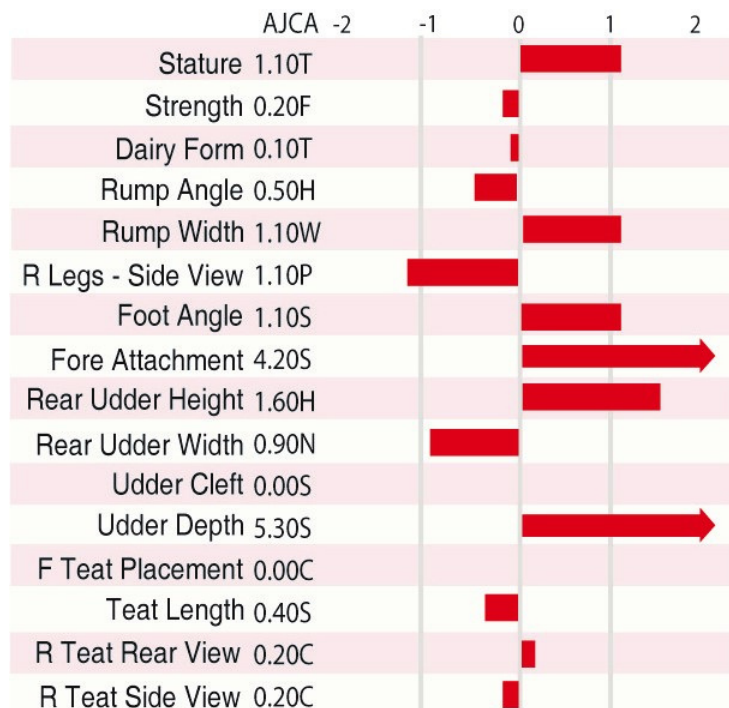 AJCA -2 -1 0 1 2
Stature 1.10T
Strength 0.20F
Dairy Form 0.10T
Rump Angle 0.50H
Rump Width 1.10W
R Legs - Side View 1.10P
Foot Angle 1.10S
Fore Attachment 4.20S
Rear Udder Height 1.60H
Rear Udder Width 0.90N
Udder Cleft 0.00S
Udder Depth 5.30S
F Teat Placement 0.00C
Teat Length 0.40S
R Teat Rear View 0.20C
R Teat Side View 0.20C